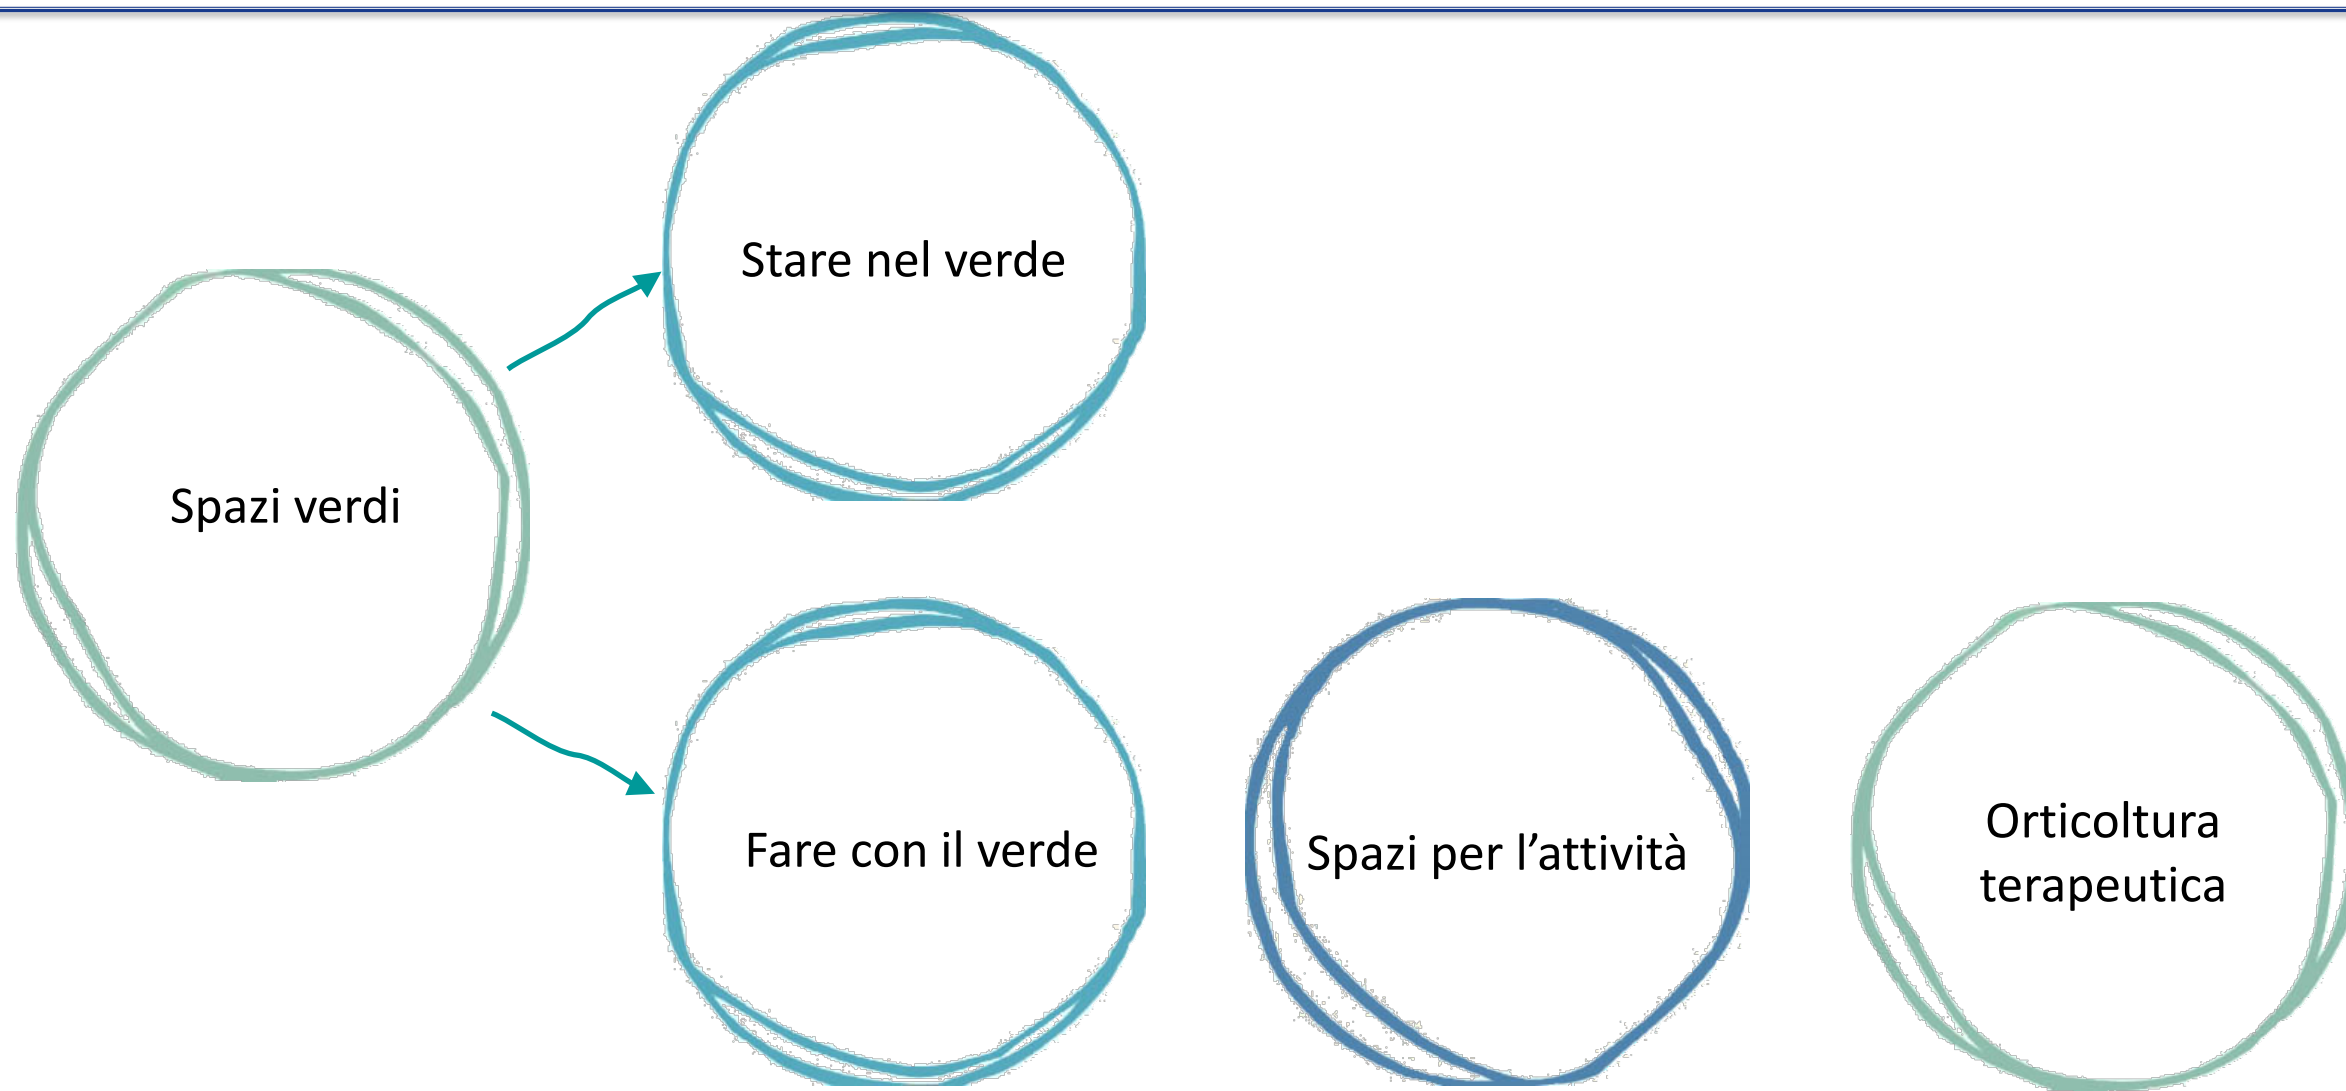 Stare nel verde
Spazi verdi
Fare con il verde
Spazi per l’attività
Orticoltura
terapeutica